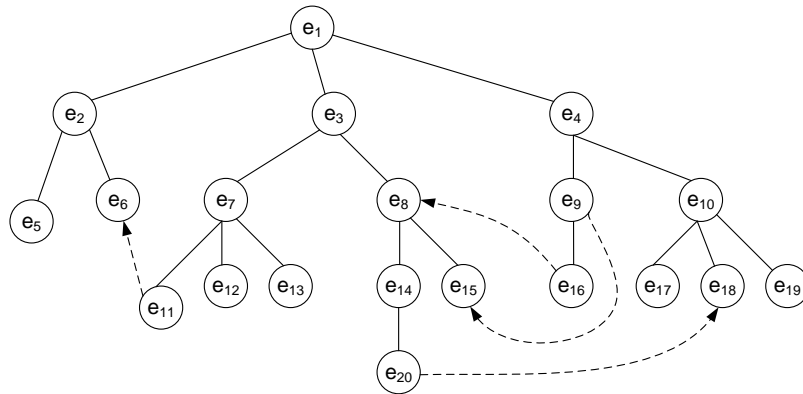 e₁
e₂ e₃ e₄
e₅ e₆ e₇ e₈ e₉ e₁₀
e₁₁ e₁₂ e₁₃ e₁₄ e₁₅ e₁₆ e₁₇ e₁₈ e₁₉
e₂₀